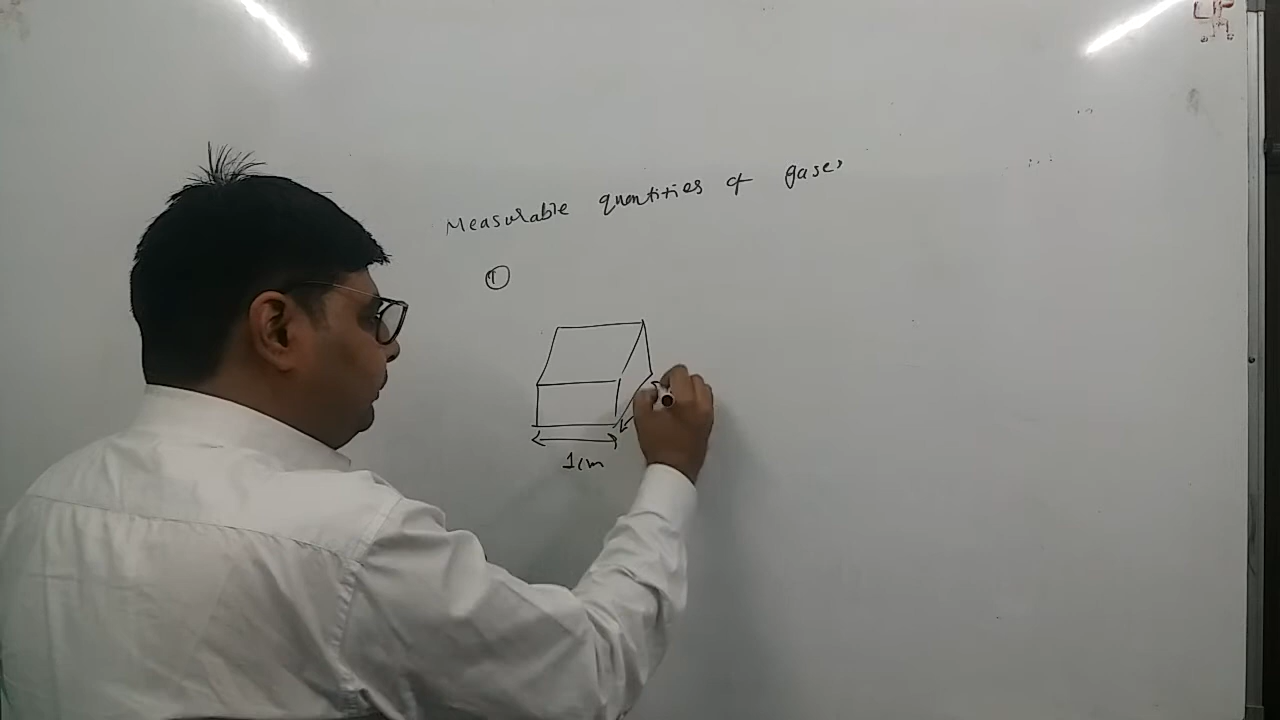 Measurable quantities of gases
①
1cm